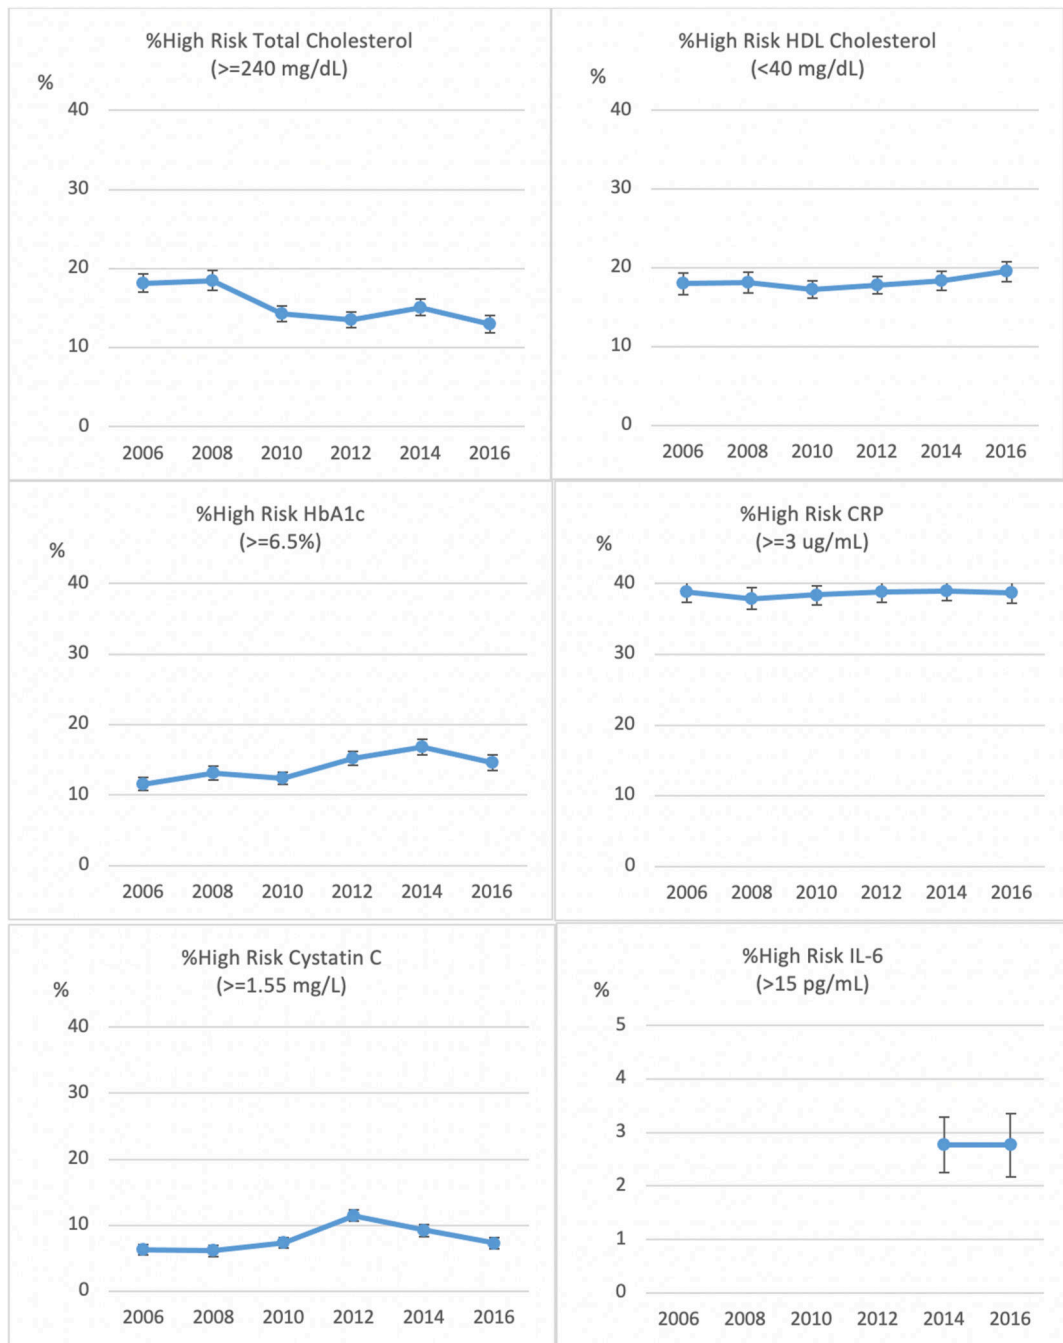 %High Risk Total Cholesterol
(>=240 mg/dL)
%
40
30
20
10
0
2006 2008 2010 2012 2014 2016
%High Risk HDL Cholesterol
(<40 mg/dL)
%
40
30
20
10
0
2006 2008 2010 2012 2014 2016
%High Risk HbA1c
(>=6.5%)
%
40
30
20
10
0
2006 2008 2010 2012 2014 2016
%High Risk CRP
(>=3 ug/mL)
%
40
30
20
10
0
2006 2008 2010 2012 2014 2016
%High Risk Cystatin C
(>=1.55 mg/L)
%
40
30
20
10
0
2006 2008 2010 2012 2014 2016
%High Risk IL-6
(>15 pg/mL)
%
5
4
3
2
1
0
2006 2008 2010 2012 2014 2016